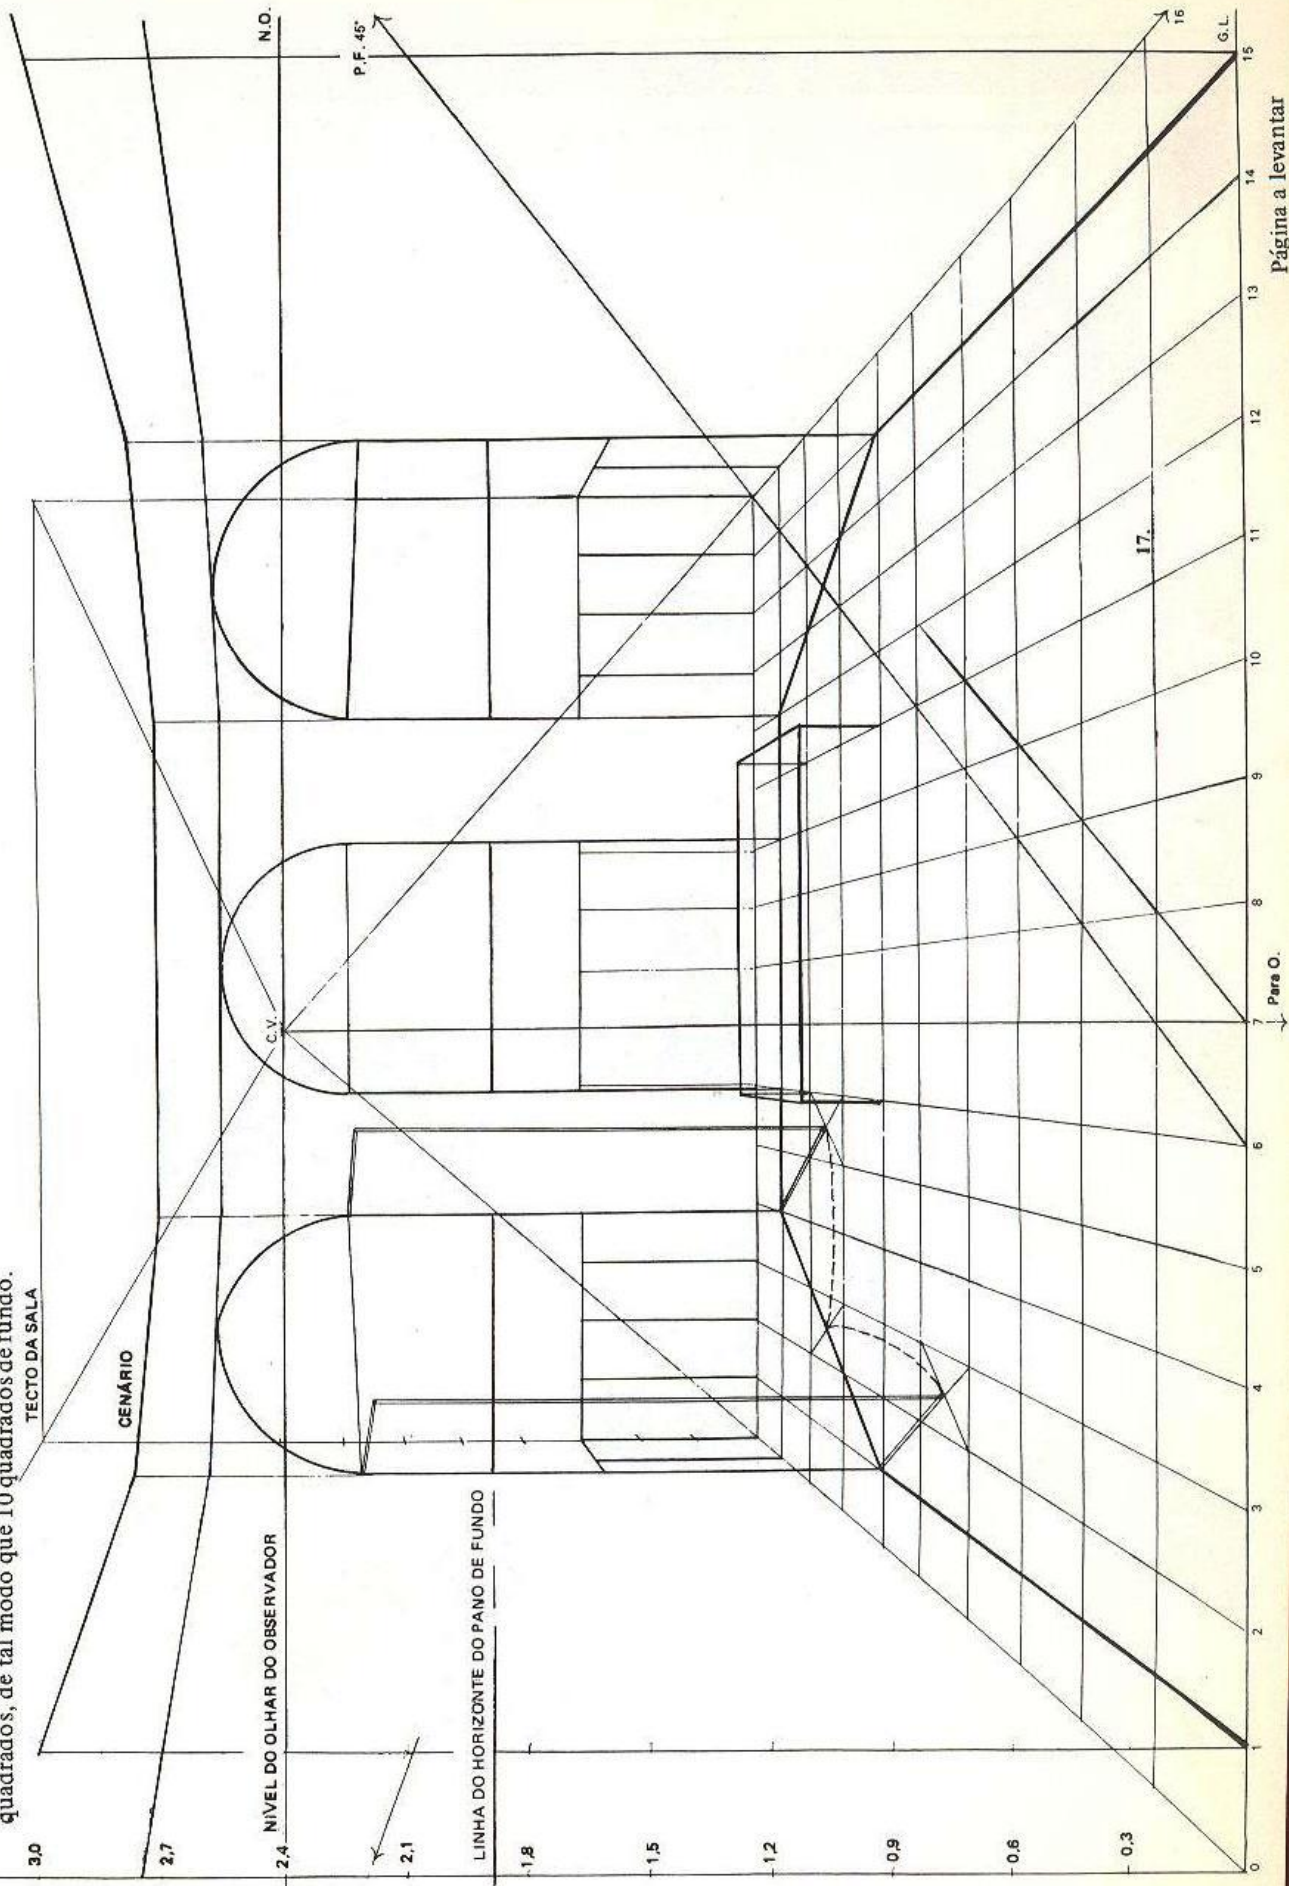 quadrados, de tal modo que 10 quadrados de fundo.
TECTO DA SALA
CENÁRIO
C.V.
N.O.
P.F. 45°
NÍVEL DO OLHAR DO OBSERVADOR
LINHA DO HORIZONTE DO PANO DE FUNDO
3,0
2,7
2,4
2,1
1,8
1,5
1,2
0,9
0,6
0,3
17.
16
G.L.
0 1 2 3 4 5 6 7 8 9 10 11 12 13 14 15
Para O.
Página a levantar